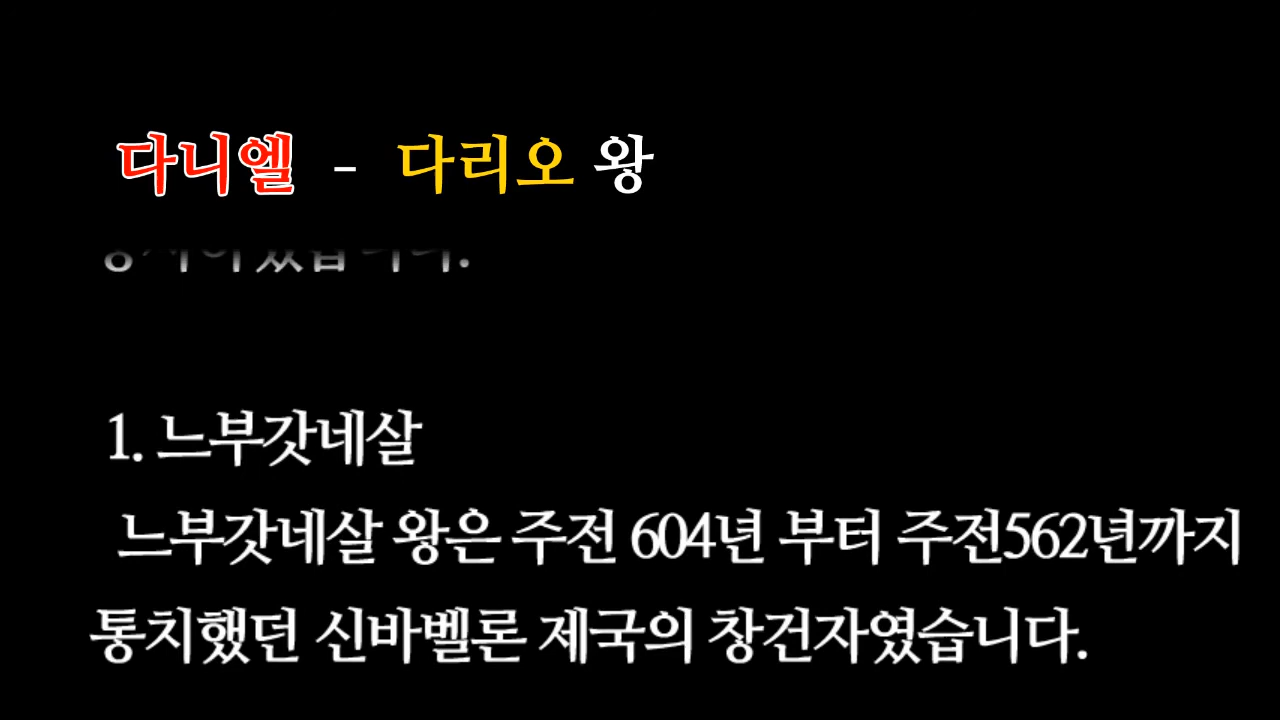 다니엘 - 다리오 왕
1. 느부갓네살
느부갓네살 왕은 주전 604년 부터 주전562년까지
통치했던 신바벨론 제국의 창건자였습니다.